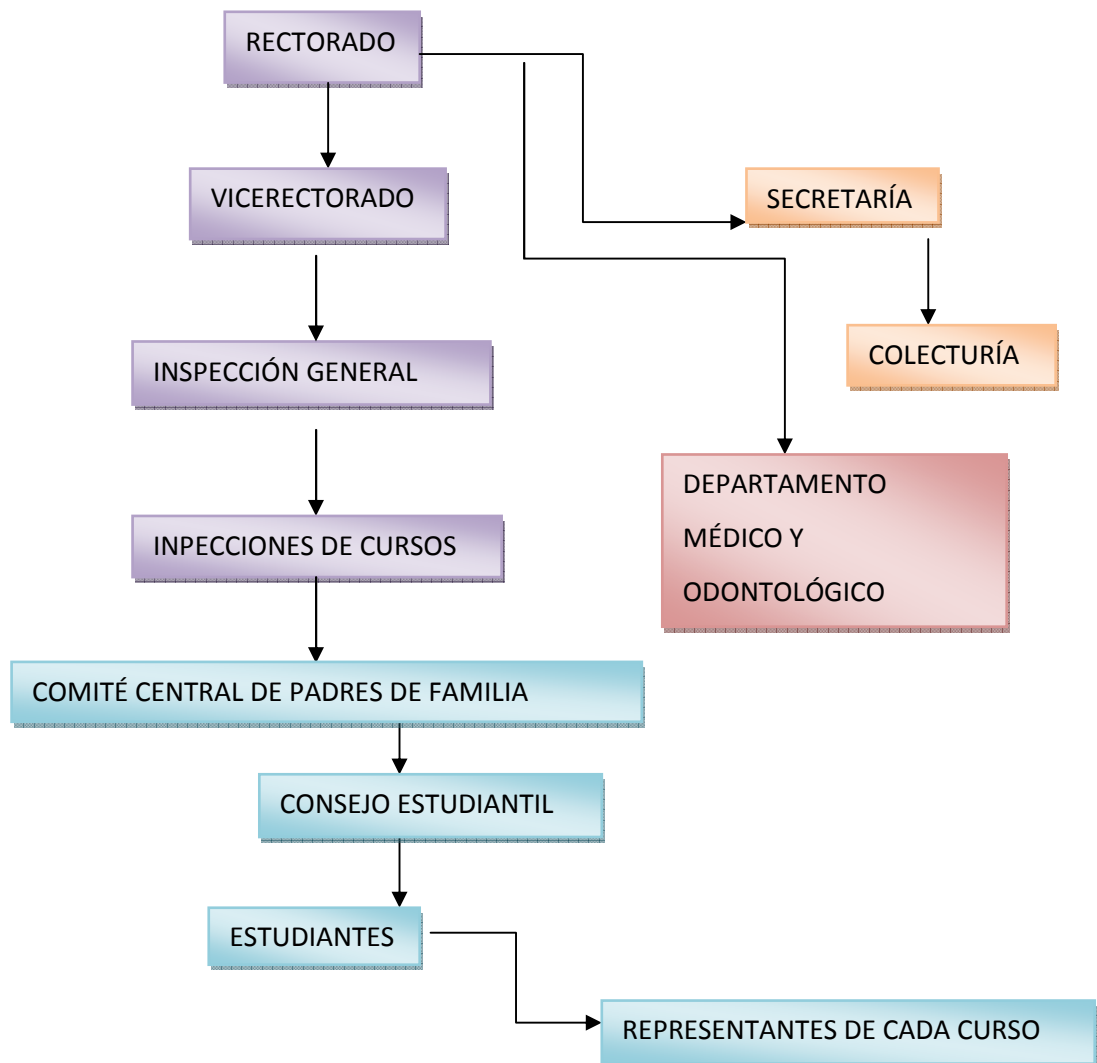 RECTORADO
VICERECTORADO
SECRETARÍA
INSPECCIÓN GENERAL
COLECTURÍA
DEPARTAMENTO
MÉDICO Y
ODONTOLÓGICO
INPECCIONES DE CURSOS
COMITÉ CENTRAL DE PADRES DE FAMILIA
CONSEJO ESTUDIANTIL
ESTUDIANTES
REPRESENTANTES DE CADA CURSO